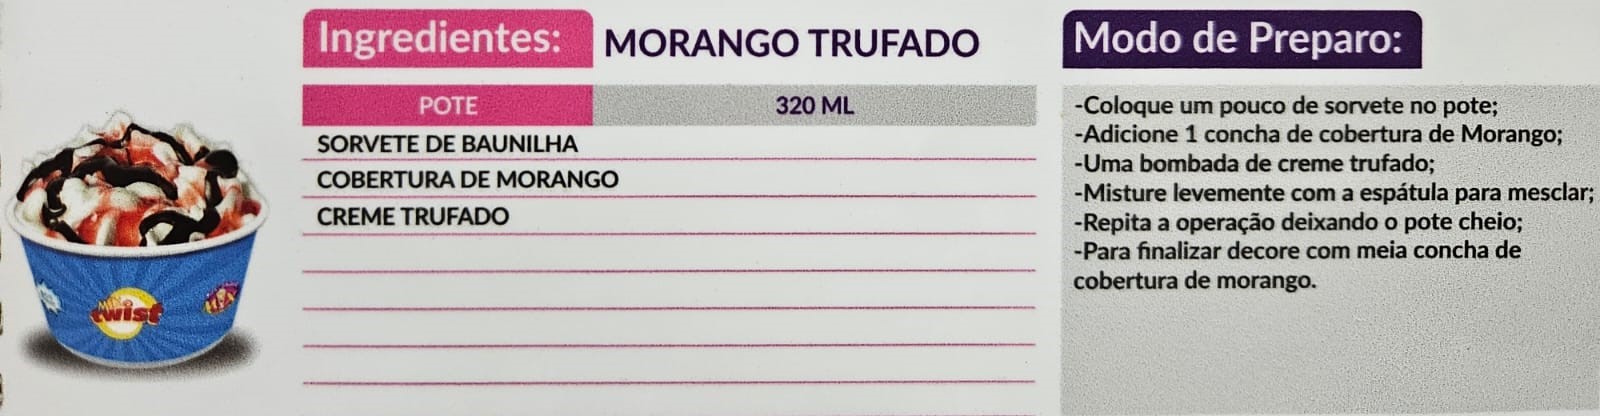 Ingredientes: MORANGO TRUFADO
POTE 320 ML
SORVETE DE BAUNILHA
COBERTURA DE MORANGO
CREME TRUFADO
Modo de Preparo:
-Coloque um pouco de sorvete no pote;
-Adicione 1 concha de cobertura de Morango;
-Uma bombada de creme trufado;
-Misture levemente com a espátula para mesclar;
-Repita a operação deixando o pote cheio;
-Para finalizar decore com meia concha de
cobertura de morango.
MIX
twist
MIX